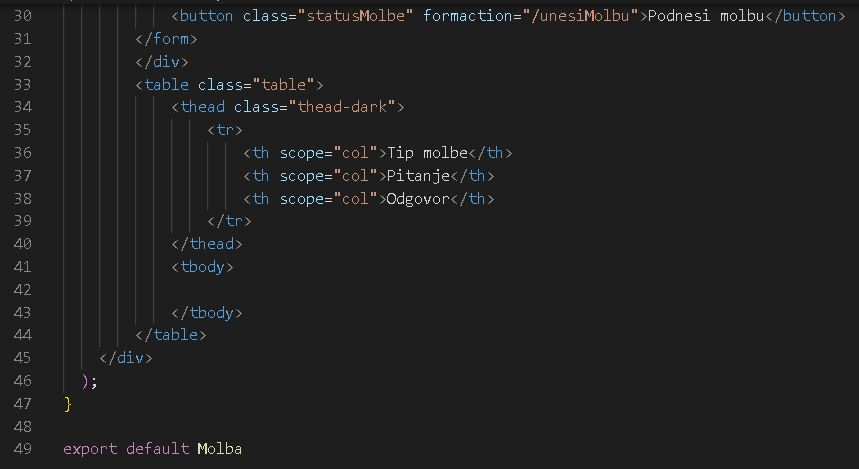 30 <button class="statusMolbe" formaction="/unesiMolbu">Podnesi molbu</button>
31 </form>
32 </div>
33 <table class="table">
34 <thead class="thead-dark">
35 <tr>
36 <th scope="col">Tip molbe</th>
37 <th scope="col">Pitanje</th>
38 <th scope="col">Odgovor</th>
39 </tr>
40 </thead>
41 <tbody>
42
43 </tbody>
44 </table>
45 </div>
46 );
47 }
48
49 export default Molba